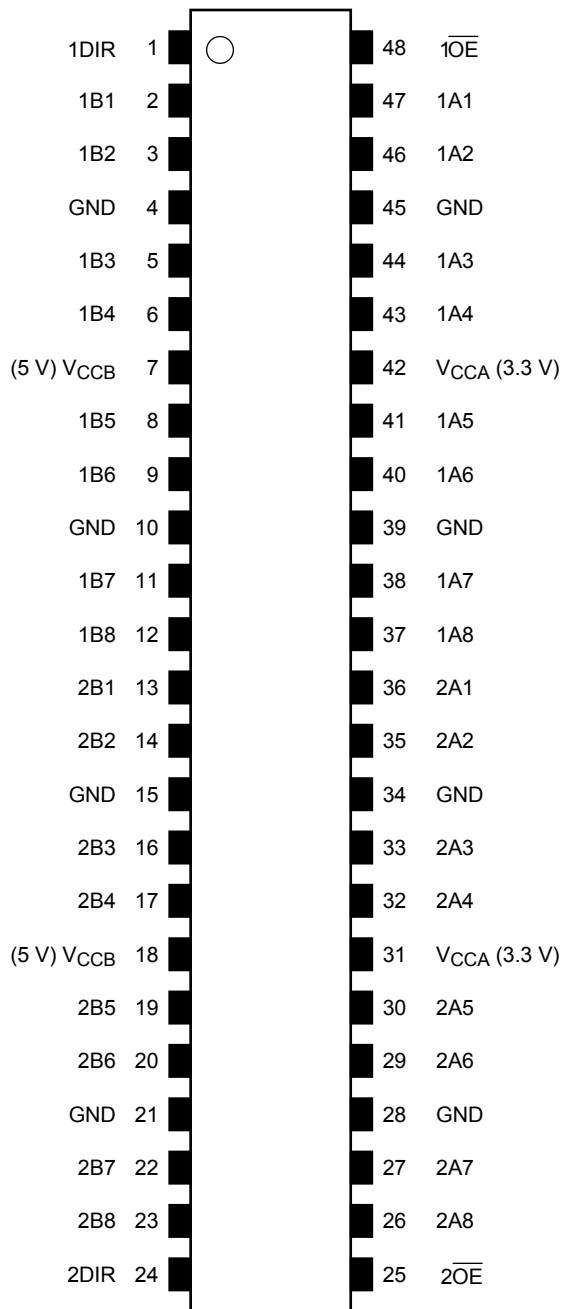 1DIR 1 48 1O̅E̅
1B1 2 47 1A1
1B2 3 46 1A2
GND 4 45 GND
1B3 5 44 1A3
1B4 6 43 1A4
(5 V) VCCB 7 42 VCCA (3.3 V)
1B5 8 41 1A5
1B6 9 40 1A6
GND 10 39 GND
1B7 11 38 1A7
1B8 12 37 1A8
2B1 13 36 2A1
2B2 14 35 2A2
GND 15 34 GND
2B3 16 33 2A3
2B4 17 32 2A4
(5 V) VCCB 18 31 VCCA (3.3 V)
2B5 19 30 2A5
2B6 20 29 2A6
GND 21 28 GND
2B7 22 27 2A7
2B8 23 26 2A8
2DIR 24 25 2O̅E̅